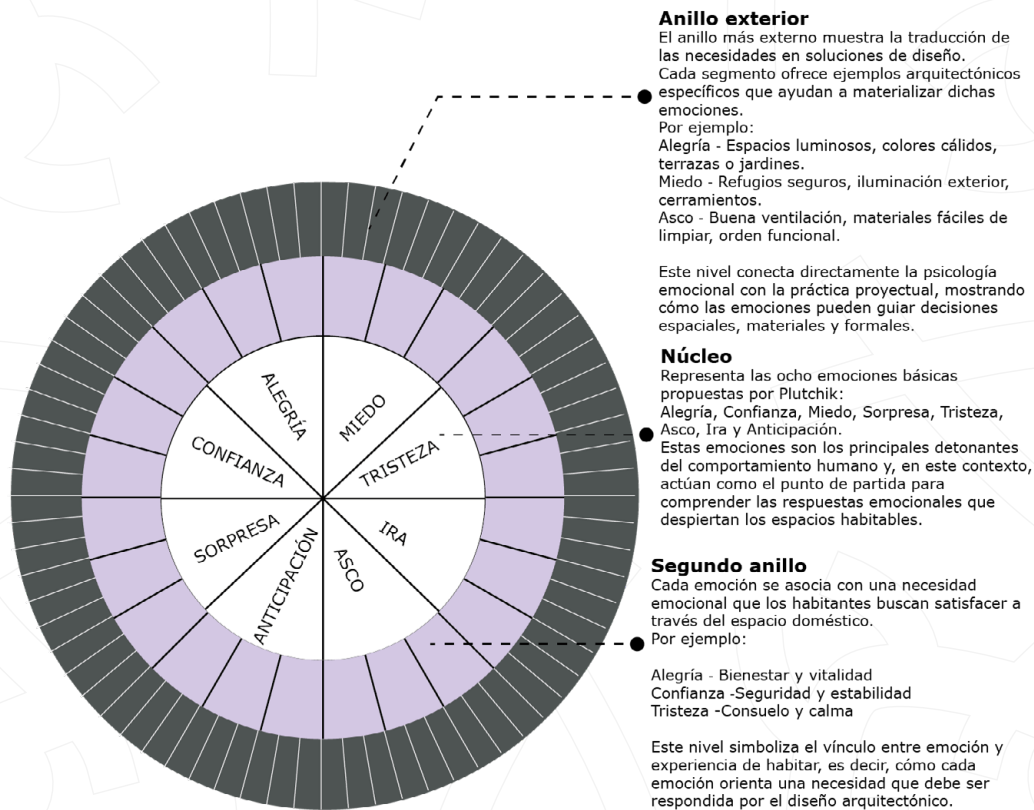 Anillo exterior
El anillo más externo muestra la traducción de
las necesidades en soluciones de diseño.
Cada segmento ofrece ejemplos arquitectónicos
específicos que ayudan a materializar dichas
emociones.
Por ejemplo:
Alegría - Espacios luminosos, colores cálidos,
terrazas o jardines.
Miedo - Refugios seguros, iluminación exterior,
cerramientos.
Asco - Buena ventilación, materiales fáciles de
limpiar, orden funcional.
Este nivel conecta directamente la psicología
emocional con la práctica proyectual, mostrando
cómo las emociones pueden guiar decisiones
espaciales, materiales y formales.
Núcleo
Representa las ocho emociones básicas
propuestas por Plutchik:
Alegría, Confianza, Miedo, Sorpresa, Tristeza,
Asco, Ira y Anticipación.
Estas emociones son los principales detonantes
del comportamiento humano y, en este contexto,
actúan como el punto de partida para
comprender las respuestas emocionales que
despiertan los espacios habitables.
Segundo anillo
Cada emoción se asocia con una necesidad
emocional que los habitantes buscan satisfacer a
través del espacio doméstico.
Por ejemplo:
Alegría - Bienestar y vitalidad
Confianza -Seguridad y estabilidad
Tristeza -Consuelo y calma
Este nivel simboliza el vínculo entre emoción y
experiencia de habitar, es decir, cómo cada
emoción orienta una necesidad que debe ser
respondida por el diseño arquitectónico.
ALEGRÍA
MIEDO
CONFIANZA
TRISTEZA
SORPRESA
IRA
ANTICIPACIÓN
ASCO